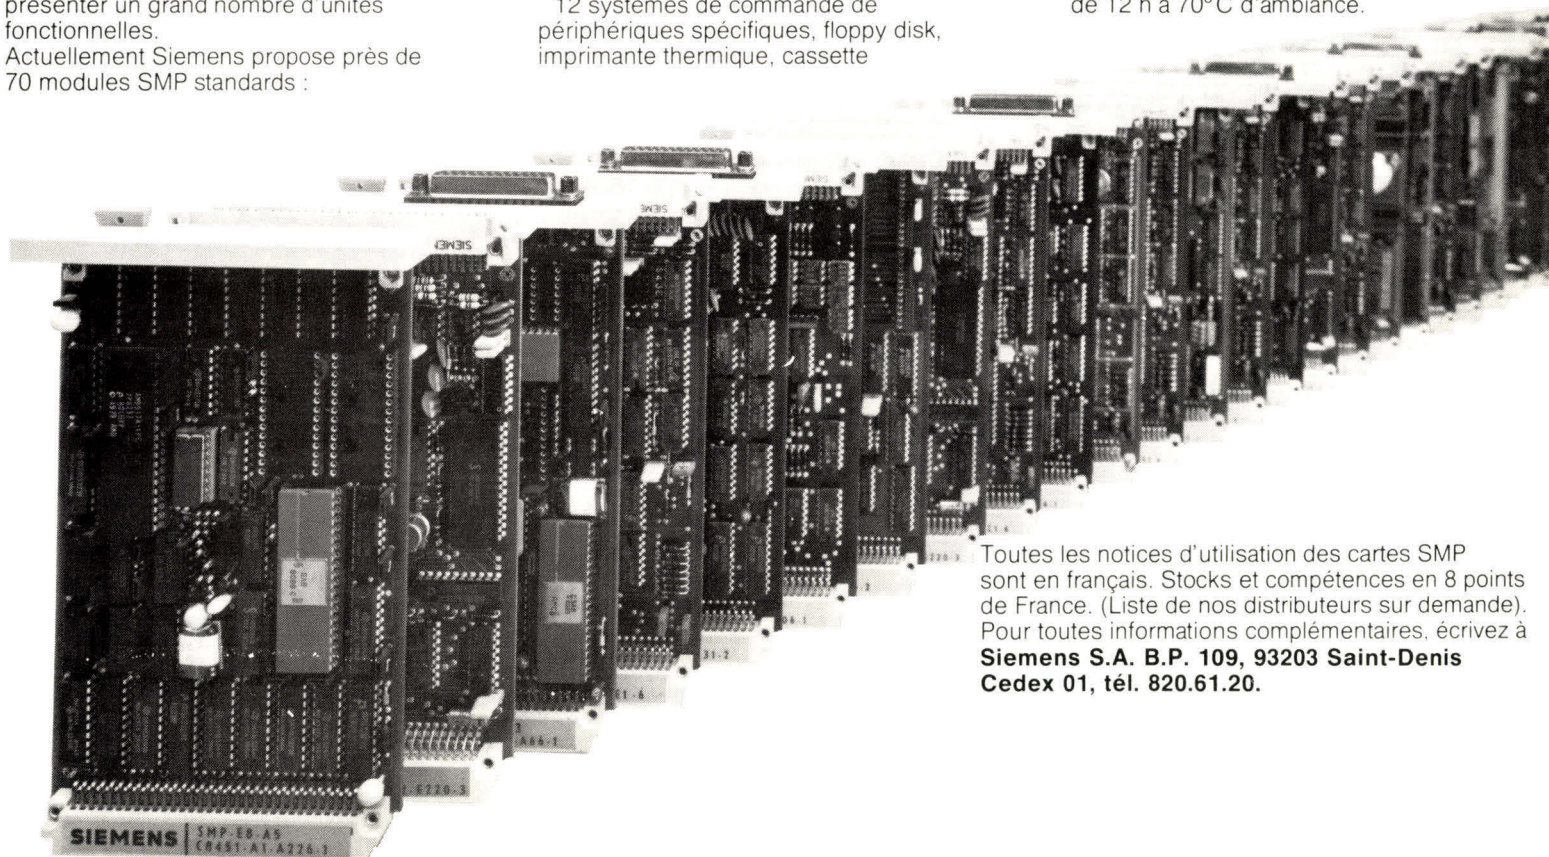 présenter un grand nombre d'unités
fonctionnelles.
Actuellement Siemens propose près de
70 modules SMP standards :
12 systèmes de commande de
périphériques spécifiques, floppy disk,
imprimante thermique, cassette
de 12 h à 70°C d'ambiance.
Toutes les notices d'utilisation des cartes SMP
sont en français. Stocks et compétences en 8 points
de France. (Liste de nos distributeurs sur demande).
Pour toutes informations complémentaires, écrivez à
Siemens S.A. B.P. 109, 93203 Saint-Denis
Cedex 01, tél. 820.61.20.
SIEMENS
SMP-E8-A5
C8451-A1-A226-1